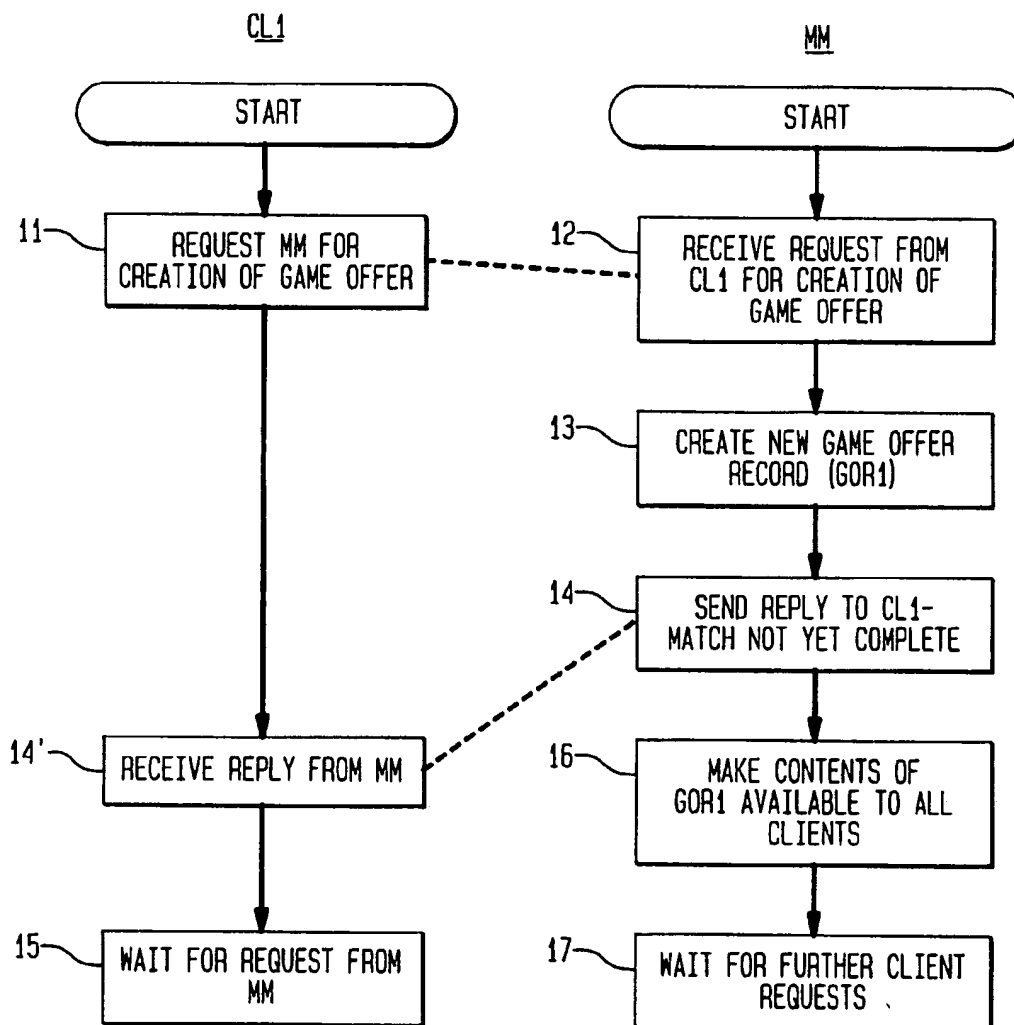 CL1
MM
START
START
11
REQUEST MM FOR
CREATION OF GAME OFFER
12
RECEIVE REQUEST FROM
CL1 FOR CREATION OF
GAME OFFER
13
CREATE NEW GAME OFFER
RECORD (GOR1)
14
SEND REPLY TO CL1-
MATCH NOT YET COMPLETE
14'
RECEIVE REPLY FROM MM
16
MAKE CONTENTS OF
GOR1 AVAILABLE TO ALL
CLIENTS
15
WAIT FOR REQUEST FROM
MM
17
WAIT FOR FURTHER CLIENT
REQUESTS